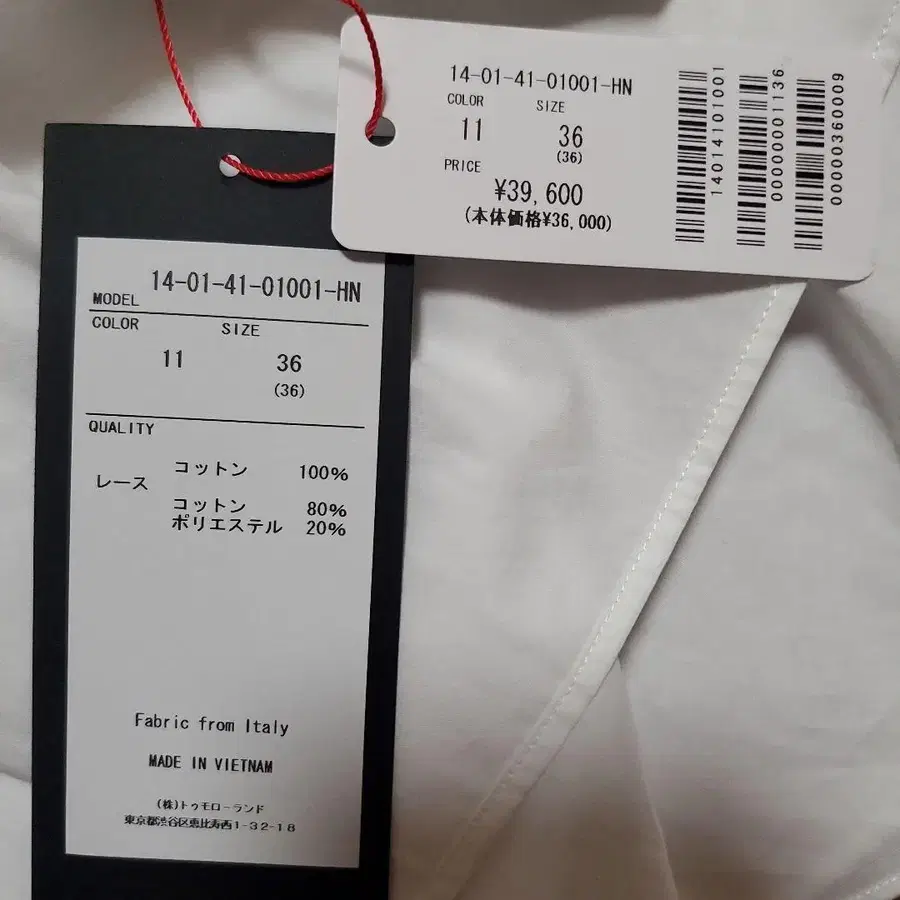 14-01-41-01001-HN
COLOR SIZE
11 36
(36)
PRICE
¥39,600
(本体価格¥36,000)
14014101001
0000000001136
00000360009
MODEL 14-01-41-01001-HN
COLOR SIZE
11 36
(36)
QUALITY
コットン 100%
レース
コットン 80%
ポリエステル 20%
Fabric from Italy
MADE IN VIETNAM
(株)トゥモローランド
東京都渋谷区恵比寿西1-32-18